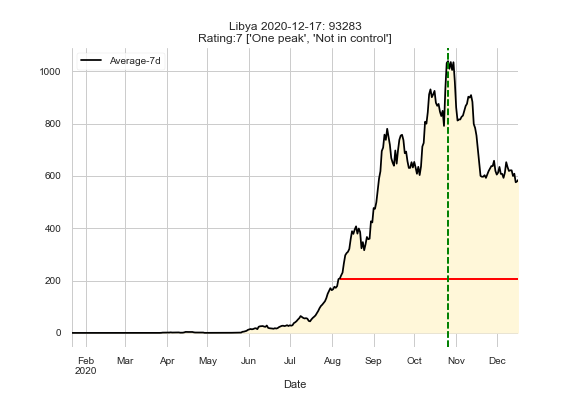 Libya 2020-12-17: 93283
Rating:7 ['One peak', 'Not in control']
Average-7d
1000
800
600
400
200
0
Feb Mar Apr May Jun Jul Aug Sep Oct Nov Dec
2020
Date